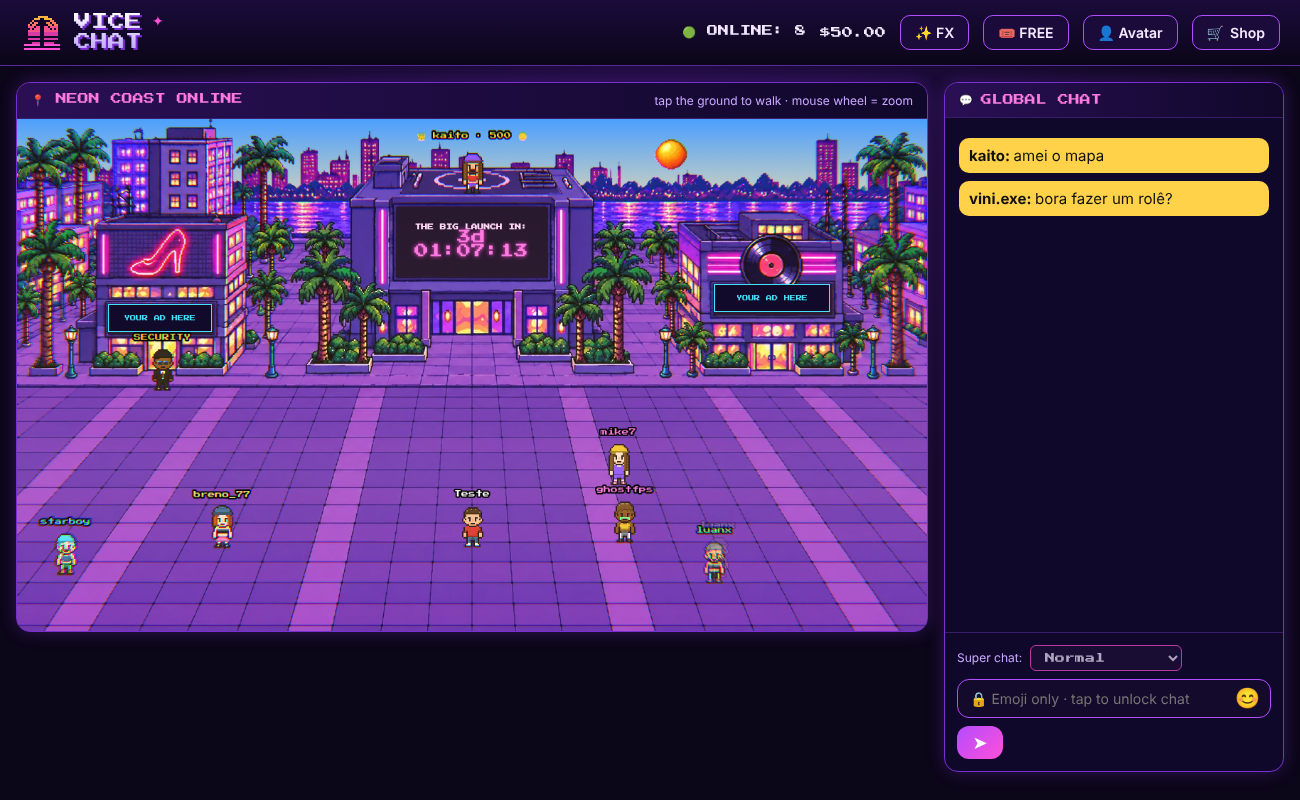 VICE
CHAT
ONLINE: 8
$50.00
FX
FREE
Avatar
Shop
NEON COAST ONLINE
tap the ground to walk · mouse wheel = zoom
kaito · 500
THE BIG LAUNCH IN:
3d
01:07:13
YOUR AD HERE
YOUR AD HERE
SECURITY
mike7
ghostfps
breno_77
Teste
starboy
luanx
GLOBAL CHAT
kaito: amei o mapa
vini.exe: bora fazer um rolê?
Super chat: Normal
Emoji only · tap to unlock chat